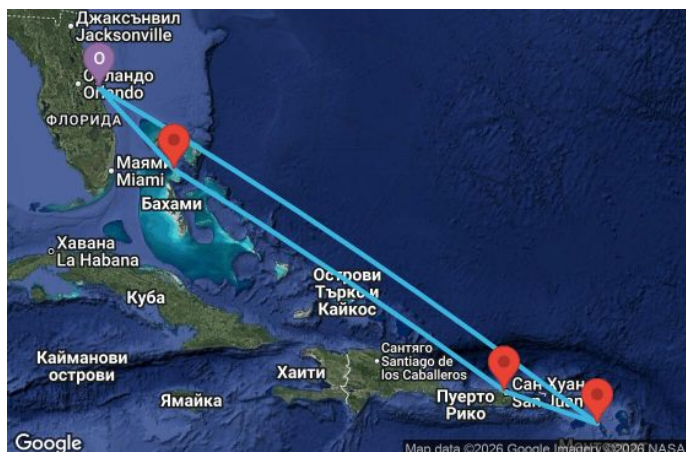 Джаксънвил
Jacksonville
O
Орландо
Orlando
ФЛОРИДА
Маями
Miami
Бахами
Хавана
La Habana
Куба
Острови
Търкс и
Кайкос
Кайманови
острови
Ямайка
Хаити
Сантяго
Santiago de
los Caballeros
Пуерто
Рико
Сан Хуан
San Juan
Google
Map data ©2026 Google Imagery ©2026 NASA